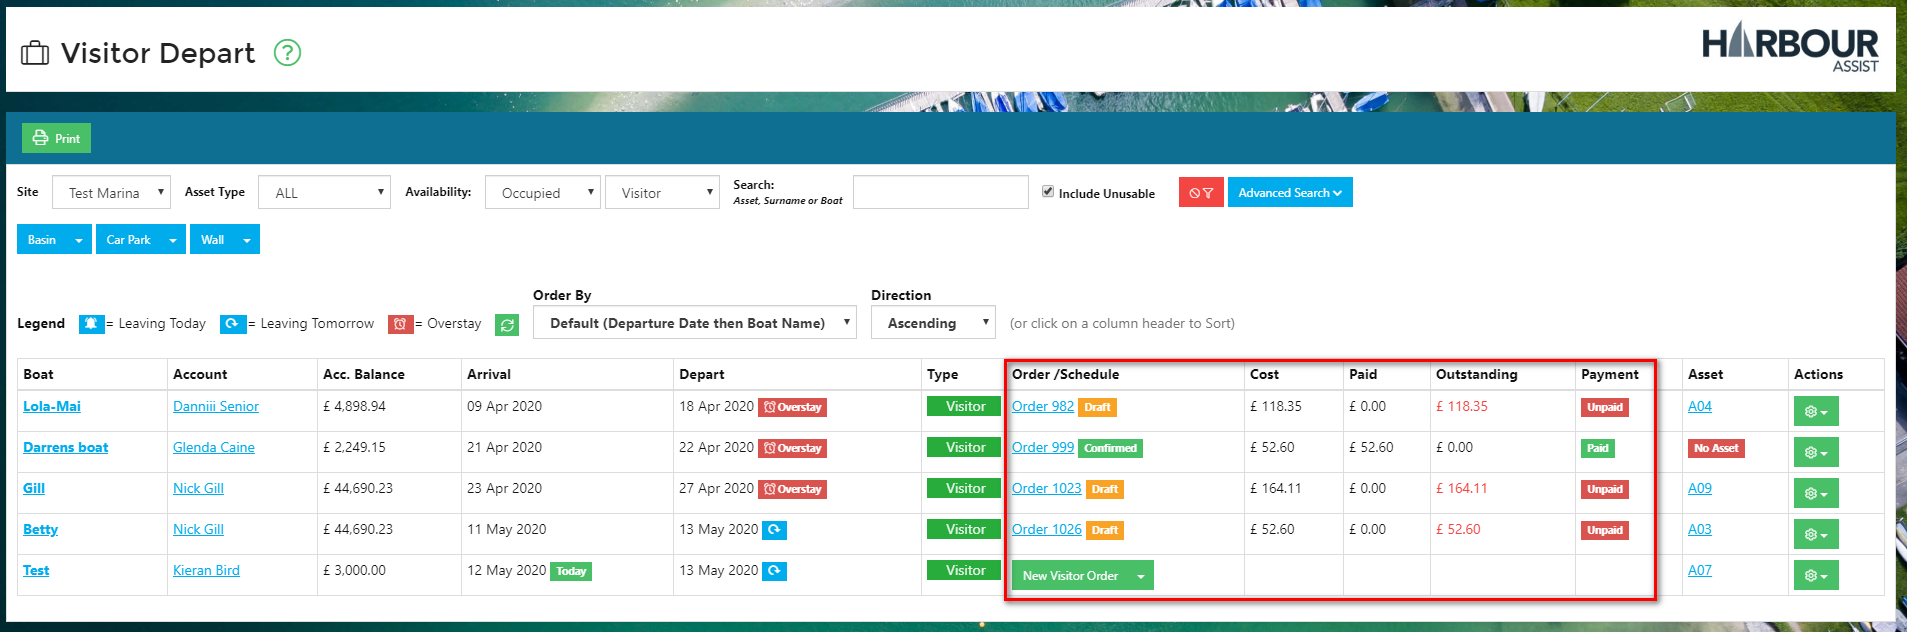 Visitor Depart ?
HARBOUR
ASSIST
Print
Site Test Marina Asset Type ALL Availability: Occupied Visitor Search: Include Unusable Advanced Search
Asset, Surname or Boat
Basin Car Park Wall
Order By Direction
Legend = Leaving Today = Leaving Tomorrow = Overstay Default (Departure Date then Boat Name) Ascending (or click on a column header to Sort)
Boat Account Acc. Balance Arrival Depart Type Order /Schedule Cost Paid Outstanding Payment Asset Actions
Lola-Mai Danniii Senior £ 4,898.94 09 Apr 2020 18 Apr 2020 Overstay Visitor Order 982 Draft £ 118.35 £ 0.00 £ 118.35 Unpaid A04
Darrens boat Glenda Caine £ 2,249.15 21 Apr 2020 22 Apr 2020 Overstay Visitor Order 999 Confirmed £ 52.60 £ 52.60 £ 0.00 Paid No Asset
Gill Nick Gill £ 44,690.23 23 Apr 2020 27 Apr 2020 Overstay Visitor Order 1023 Draft £ 164.11 £ 0.00 £ 164.11 Unpaid A09
Betty Nick Gill £ 44,690.23 11 May 2020 13 May 2020 Visitor Order 1026 Draft £ 52.60 £ 0.00 £ 52.60 Unpaid A03
Test Kieran Bird £ 3,000.00 12 May 2020 Today 13 May 2020 Visitor New Visitor Order A07